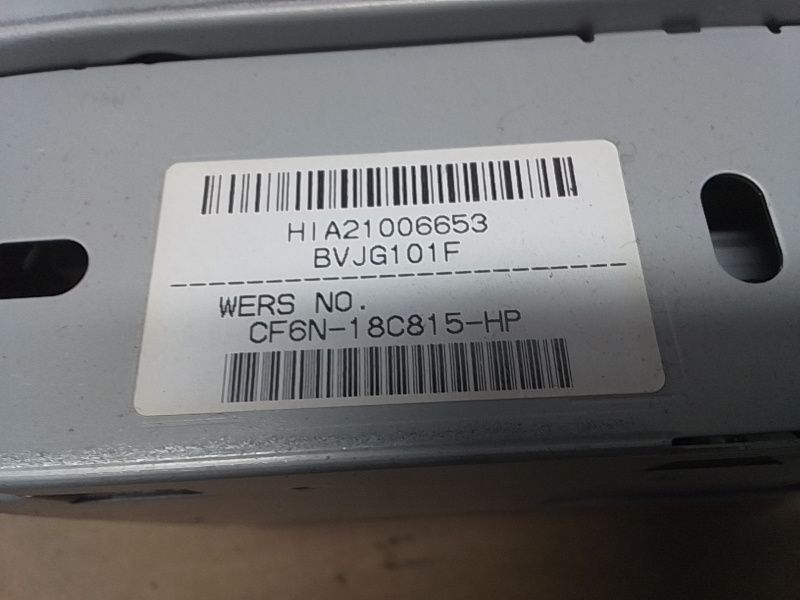 HIA21006653
BVJG101F
WERS NO.
CF6N-18C815-HP